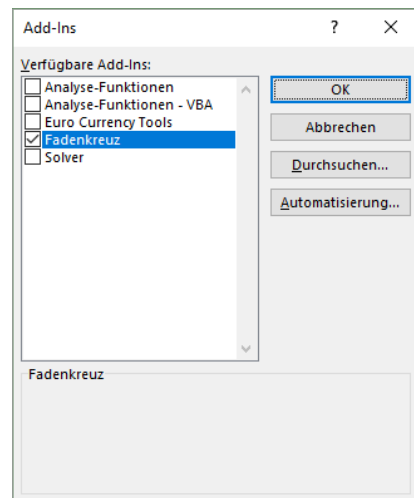 Add-Ins ?
Verfügbare Add-Ins:
Analyse-Funktionen
Analyse-Funktionen - VBA
Euro Currency Tools
Fadenkreuz
Solver
OK
Abbrechen
Durchsuchen...
Automatisierung...
Fadenkreuz